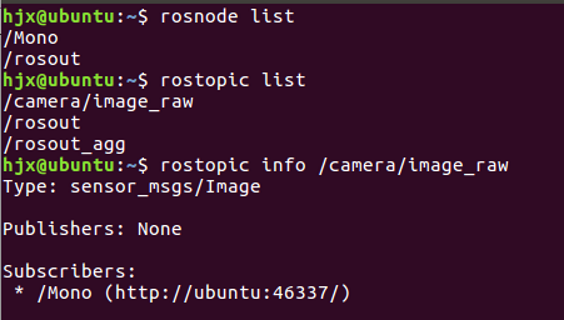 hjx@ubuntu:~$ rosnode list
/Mono
/rosout
hjx@ubuntu:~$ rostopic list
/camera/image_raw
/rosout
/rosout_agg
hjx@ubuntu:~$ rostopic info /camera/image_raw
Type: sensor_msgs/Image

Publishers: None

Subscribers:
 * /Mono (http://ubuntu:46337/)